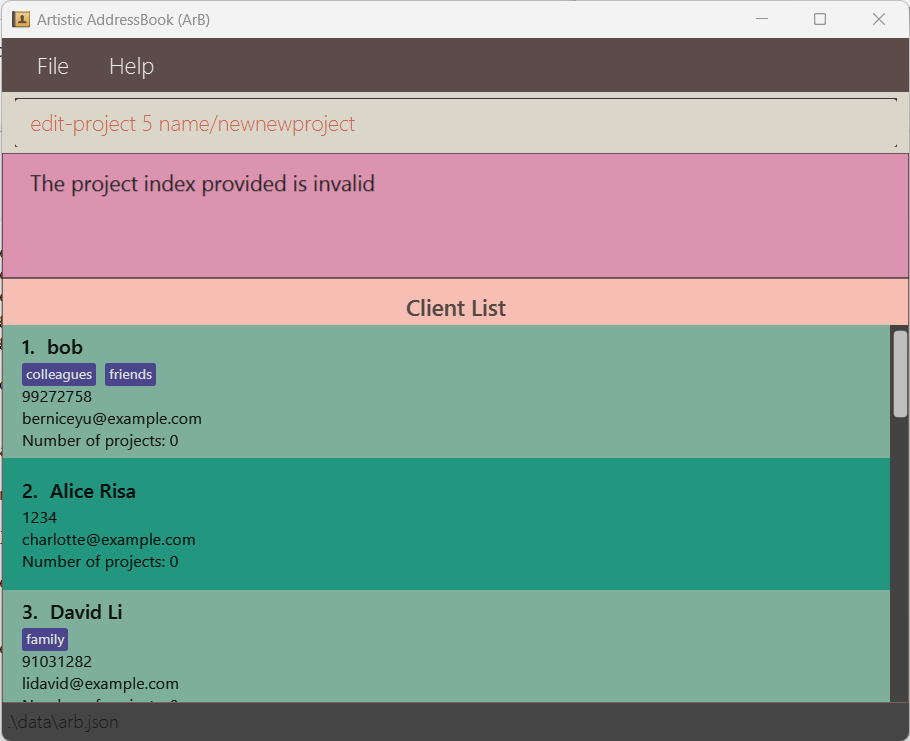 Artistic AddressBook (ArB)
File Help
edit-project 5 name/newnewproject
The project index provided is invalid
Client List
1. bob
colleagues friends
99272758
berniceyu@example.com
Number of projects: 0
2. Alice Risa
1234
charlotte@example.com
Number of projects: 0
3. David Li
family
91031282
lidavid@example.com
.\data\arb.json